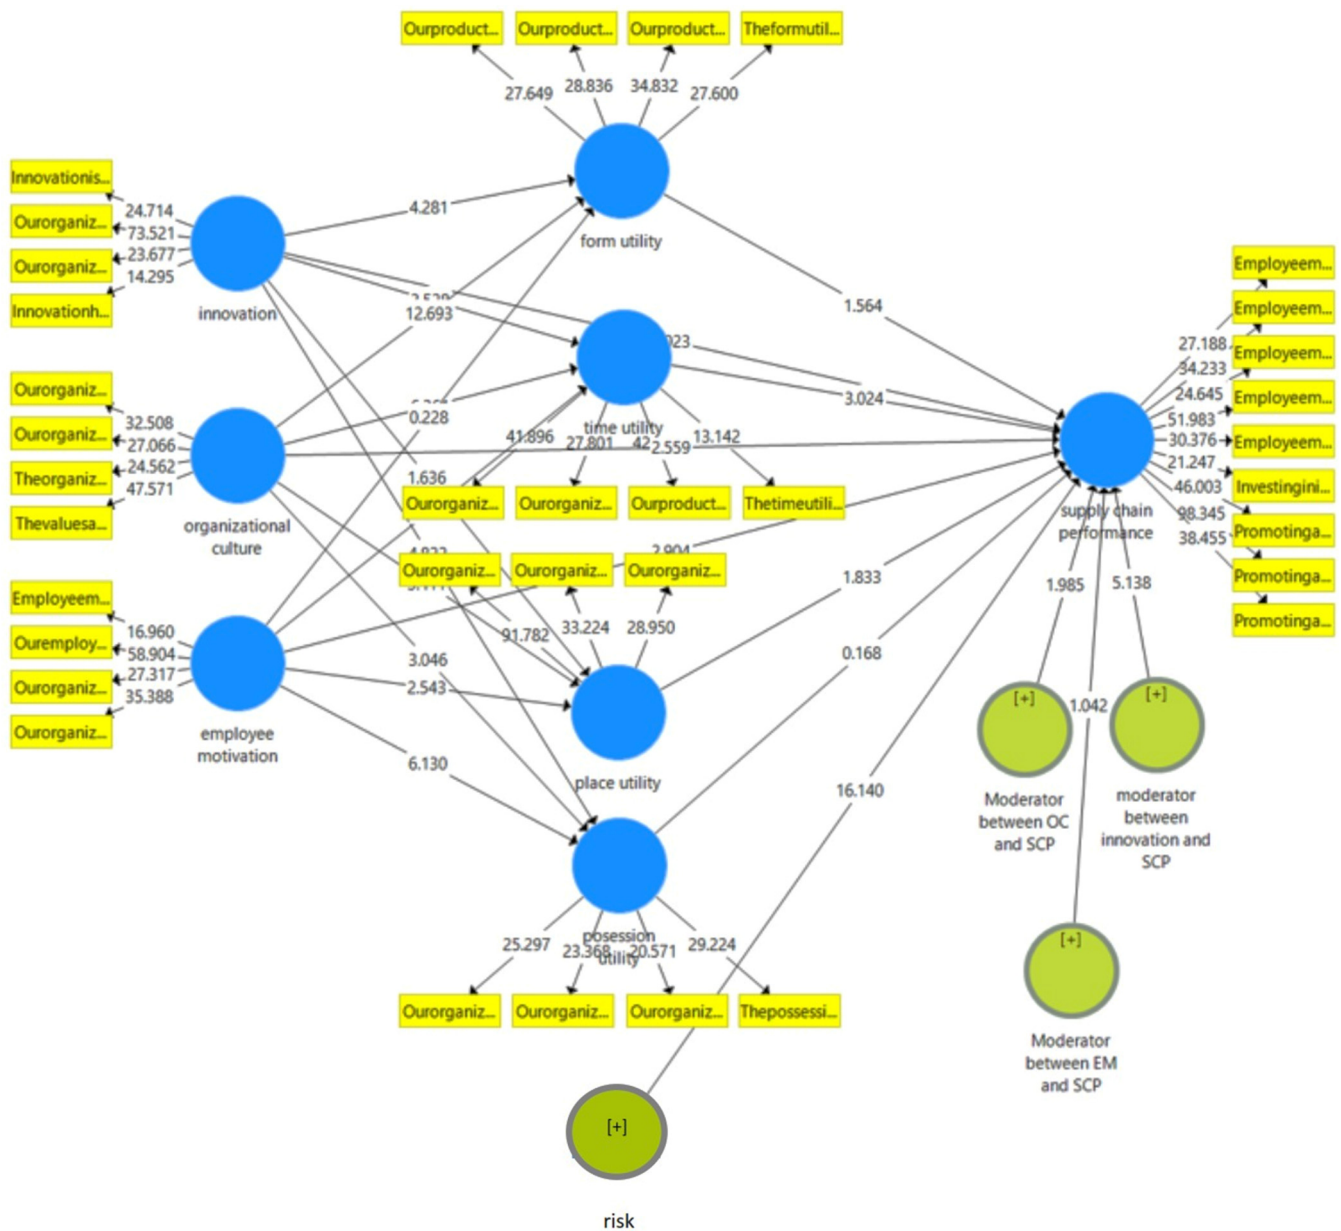 Ourproduct...
Ourproduct...
Ourproduct...
Theformutil...
27.649
28.836
34.832
27.600
form utility
Innovationis...
Ourorganiz...
Ourorganiz...
Innovationh...
24.714
73.521
23.677
14.295
innovation
4.281
12.693
1.564
Ourorganiz...
Ourorganiz...
Theorganiz...
Thevaluesa...
32.508
27.066
24.562
47.571
organizational
culture
0.228
time utility
3.024
41.896
27.801
2.559
13.142
1.636
Ourorganiz...
Ourorganiz...
Ourproduct...
Thetimeutili...
2.904
Ourorganiz...
Ourorganiz...
Ourorganiz...
91.782
33.224
28.950
1.833
Employeem...
Ouremploy...
Ourorganiz...
Ourorganiz...
16.960
58.904
27.317
35.388
employee
motivation
3.046
2.543
6.130
place utility
0.168
16.140
posession
utility
25.297
23.368
20.571
29.224
Ourorganiz...
Ourorganiz...
Ourorganiz...
Thepossessi...
[+]
risk
Employeem...
Employeem...
Employeem...
Employeem...
Employeem...
Investingini...
Promotinga...
Promotinga...
Promotinga...
27.188
34.233
24.645
51.983
30.376
21.247
46.003
98.345
38.455
supply chain
performance
1.985
5.138
1.042
[+]
Moderator
between OC
and SCP
[+]
moderator
between
innovation and
SCP
[+]
Moderator
between EM
and SCP